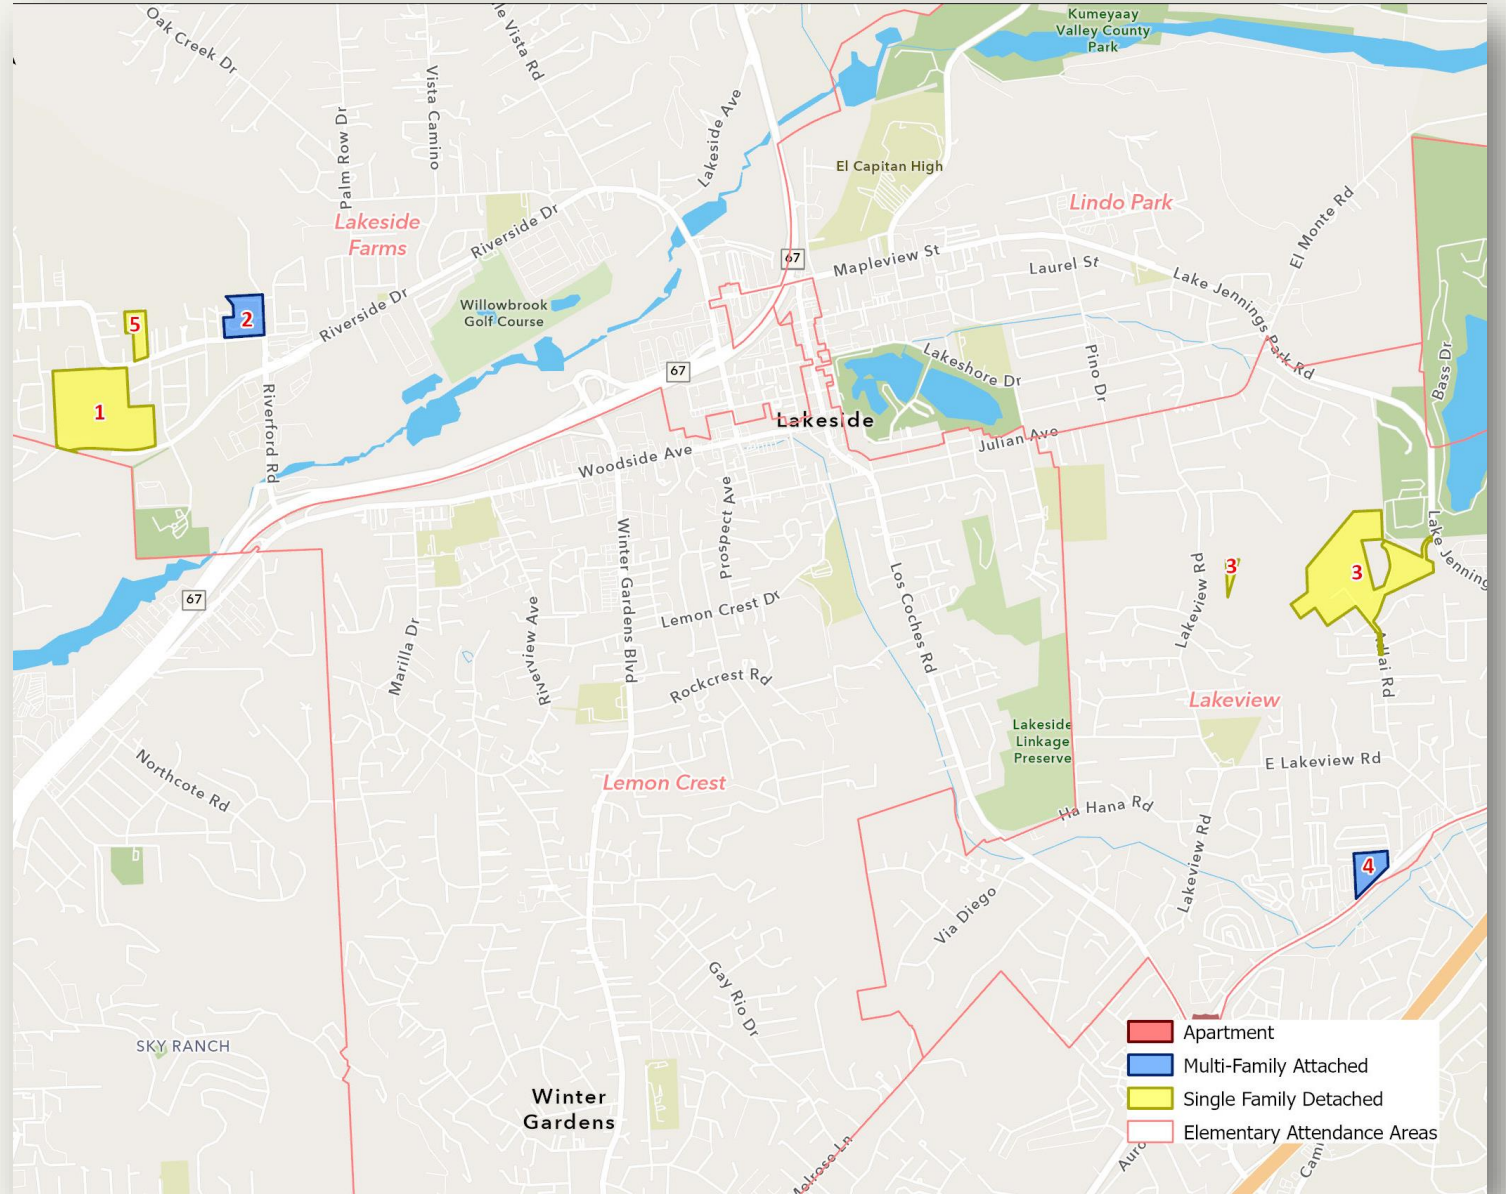 Oak Creek Dr
Vista Camino
le Vista Rd
Palm Row Dr
Lakeside Ave
Kumeyaay
Valley County
Park
El Capitan High
Lindo Park
El Monte Rd
Lakeside
Farms
Riverside Dr
67
Mapleview St
Laurel St
Lake Jennings Park Rd
Willowbrook
Golf Course
Riverside Dr
5
2
1
67
Lakeshore Dr
Pino Dr
Bass Dr
Riverford Rd
Lakeside
Julian Ave
Woodside Ave
Prospect Ave
Winter Gardens Blvd
Los Coches Rd
Lake Jenning
3
3
Lakeview Rd
67
Lemon Crest Dr
Marilla Dr
Riverview Ave
Rockcrest Rd
Lakeview
Lakeside
Linkage
Preserve
E Lakeview Rd
Northcote Rd
Lemon Crest
Ha Hana Rd
Lakeview Rd
4
Via Diego
Gay Rio Dr
SKY RANCH
Winter
Gardens
Melrose Ln
Apartment
Multi-Family Attached
Single Family Detached
Elementary Attendance Areas
Auro
Cami